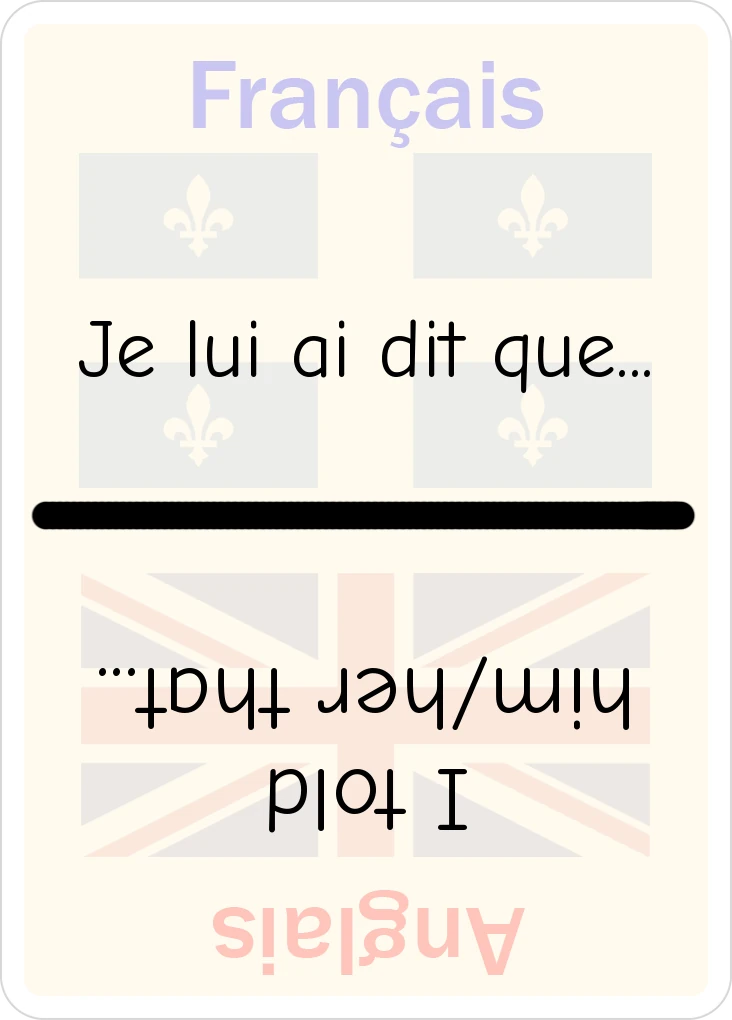 Français
Je lui ai dit que...
Anglais
I told
him/her that...